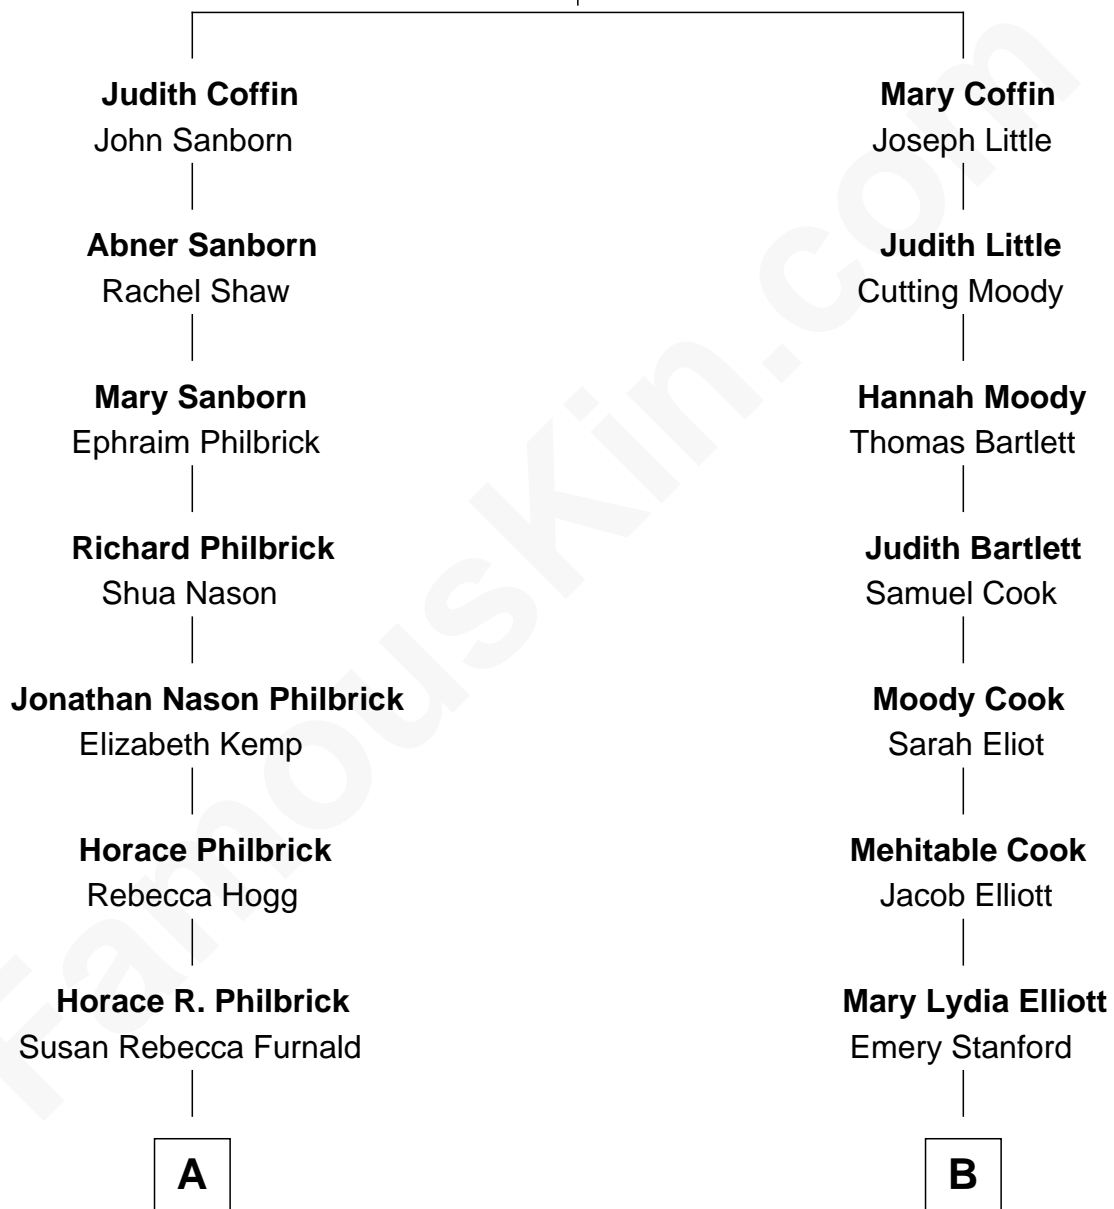 Judith Coffin
John Sanborn
Mary Coffin
Joseph Little
Abner Sanborn
Rachel Shaw
Judith Little
Cutting Moody
Mary Sanborn
Ephraim Philbrick
Hannah Moody
Thomas Bartlett
Richard Philbrick
Shua Nason
Judith Bartlett
Samuel Cook
Jonathan Nason Philbrick
Elizabeth Kemp
Moody Cook
Sarah Eliot
Horace Philbrick
Rebecca Hogg
Mehitable Cook
Jacob Elliott
Horace R. Philbrick
Susan Rebecca Furnald
Mary Lydia Elliott
Emery Stanford
A
B
FamousKin.com